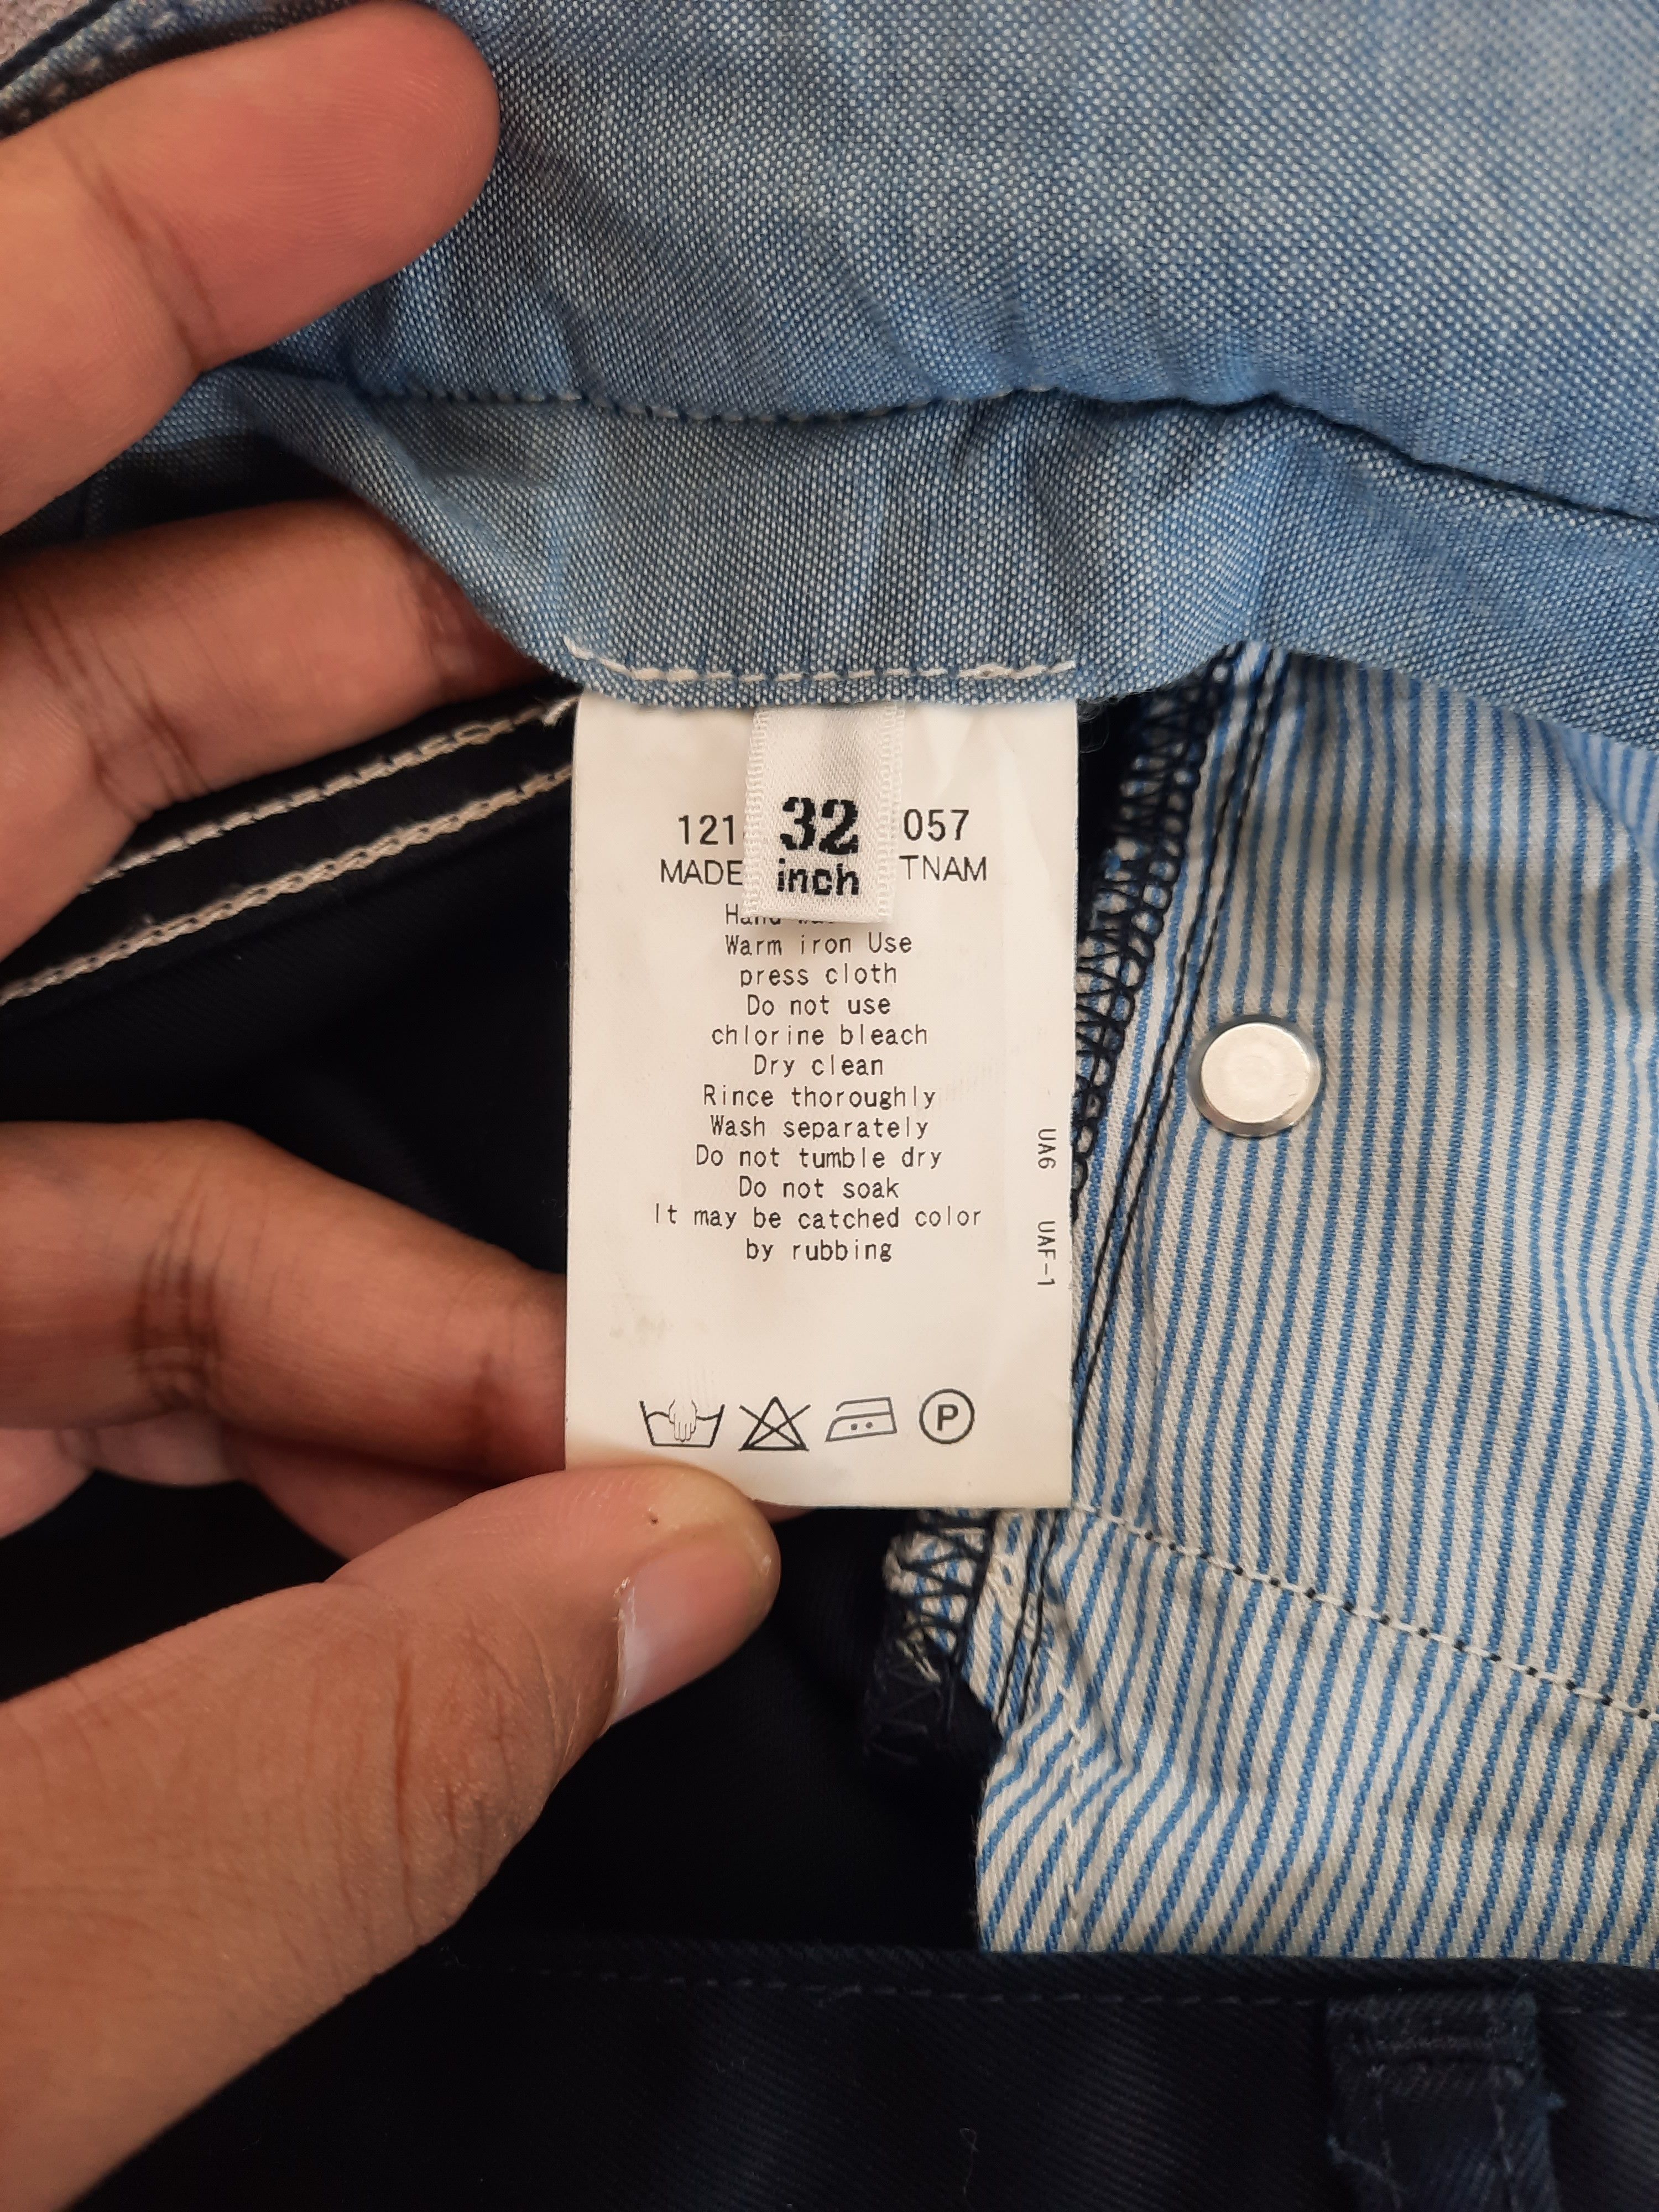 32
inch
121
057
MADE
TNAM
Warm iron Use
press cloth
Do not use
chlorine bleach
Dry clean
Rince thoroughly
Wash separately
Do not tumble dry
Do not soak
It may be catched color
by rubbing
UA6 UAF-1
P